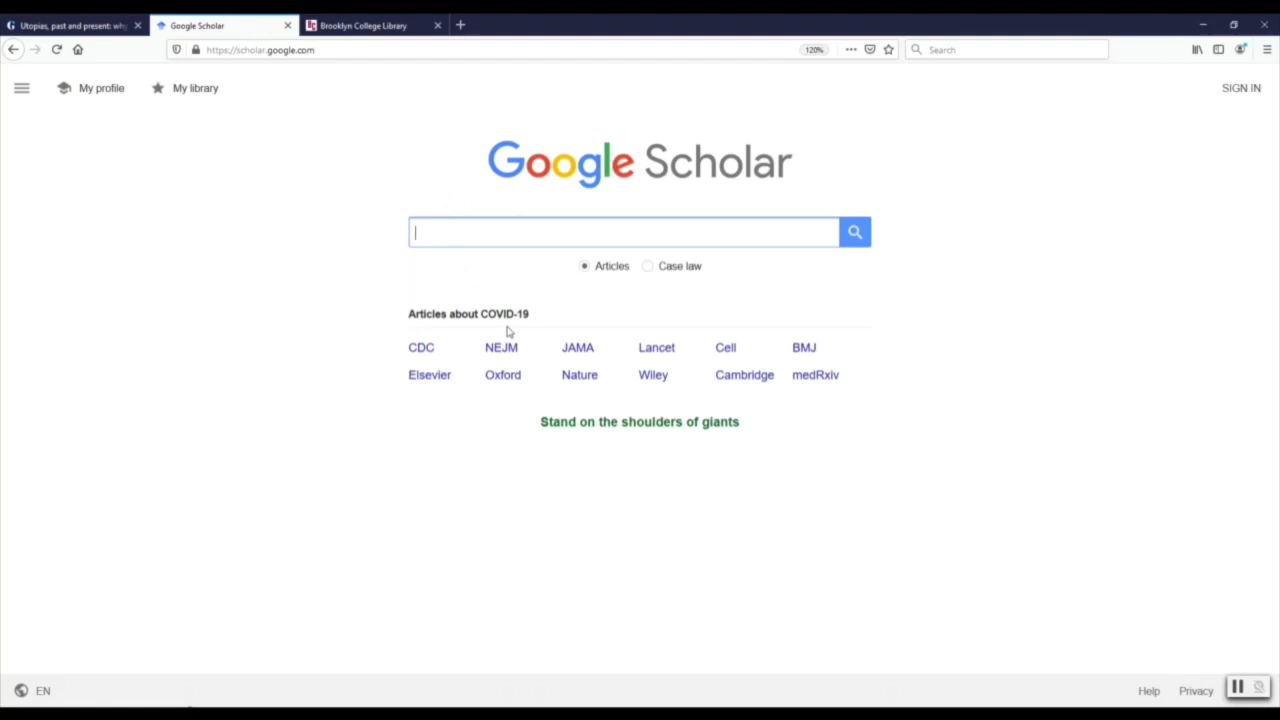 Utopias, past and present: why
Google Scholar
Brooklyn College Library
https://scholar.google.com
120%
Search
My profile
My library
SIGN IN
Google Scholar
Articles
Case law
Articles about COVID-19
CDC NEJM JAMA Lancet Cell BMJ
Elsevier Oxford Nature Wiley Cambridge medRxiv
Stand on the shoulders of giants
EN
Help
Privacy